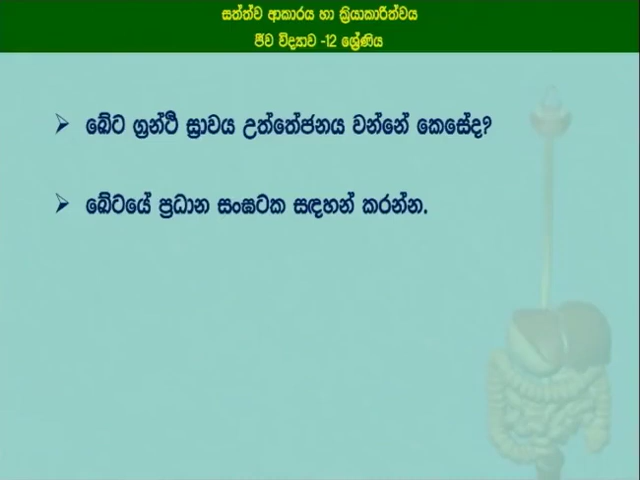 සත්ත්ව ආකාරය හා ක්‍රියාකාරීත්වය
ජීව විද්‍යාව -12 ශ්‍රේණිය
➢ ඛේට ග්‍රන්ථි ස්‍රාවය උත්තේජනය වන්නේ කෙසේද?
➢ ඛේටයේ ප්‍රධාන සංඝටක සඳහන් කරන්න.